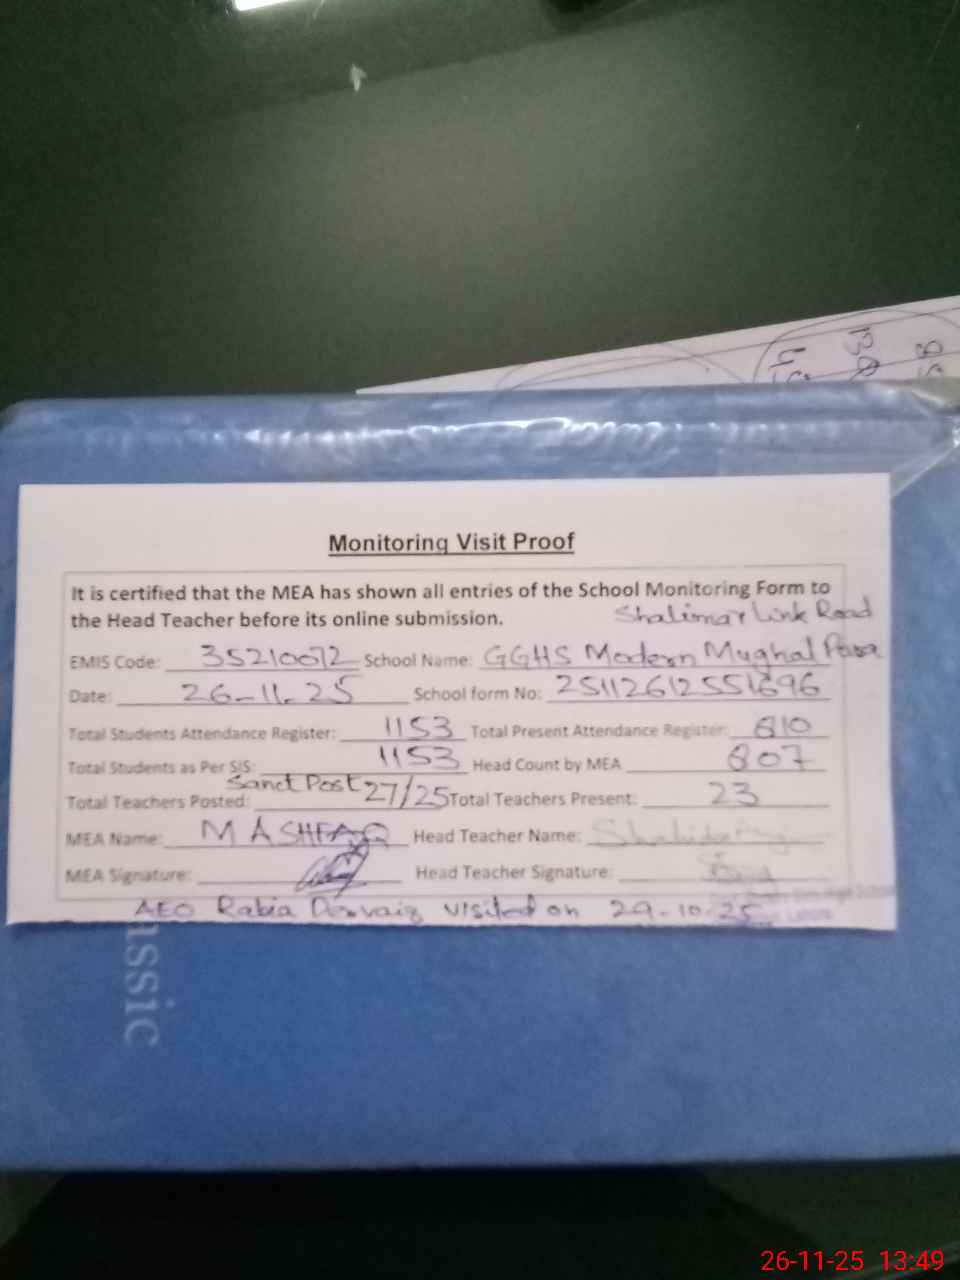 Monitoring Visit Proof
It is certified that the MEA has shown all entries of the School Monitoring Form to
the Head Teacher before its online submission.
Shalimar Link Road
EMIS Code: 35210072 School Name: GGHS Modern Mughal Pura
Date: 26-11-25 School form No: 25112612551696
Total Students Attendance Register: 1153 Total Present Attendance Register: 810
Total Students as Per SIS: 1153 Head Count by MEA 807
Sanct Post
Total Teachers Posted: 27/25 Total Teachers Present: 23
MEA Name: M ASHFAQ Head Teacher Name: Shahida
MEA Signature: Head Teacher Signature:
AEO Rabia visited on 29-10-25
assic
26-11-25 13:49